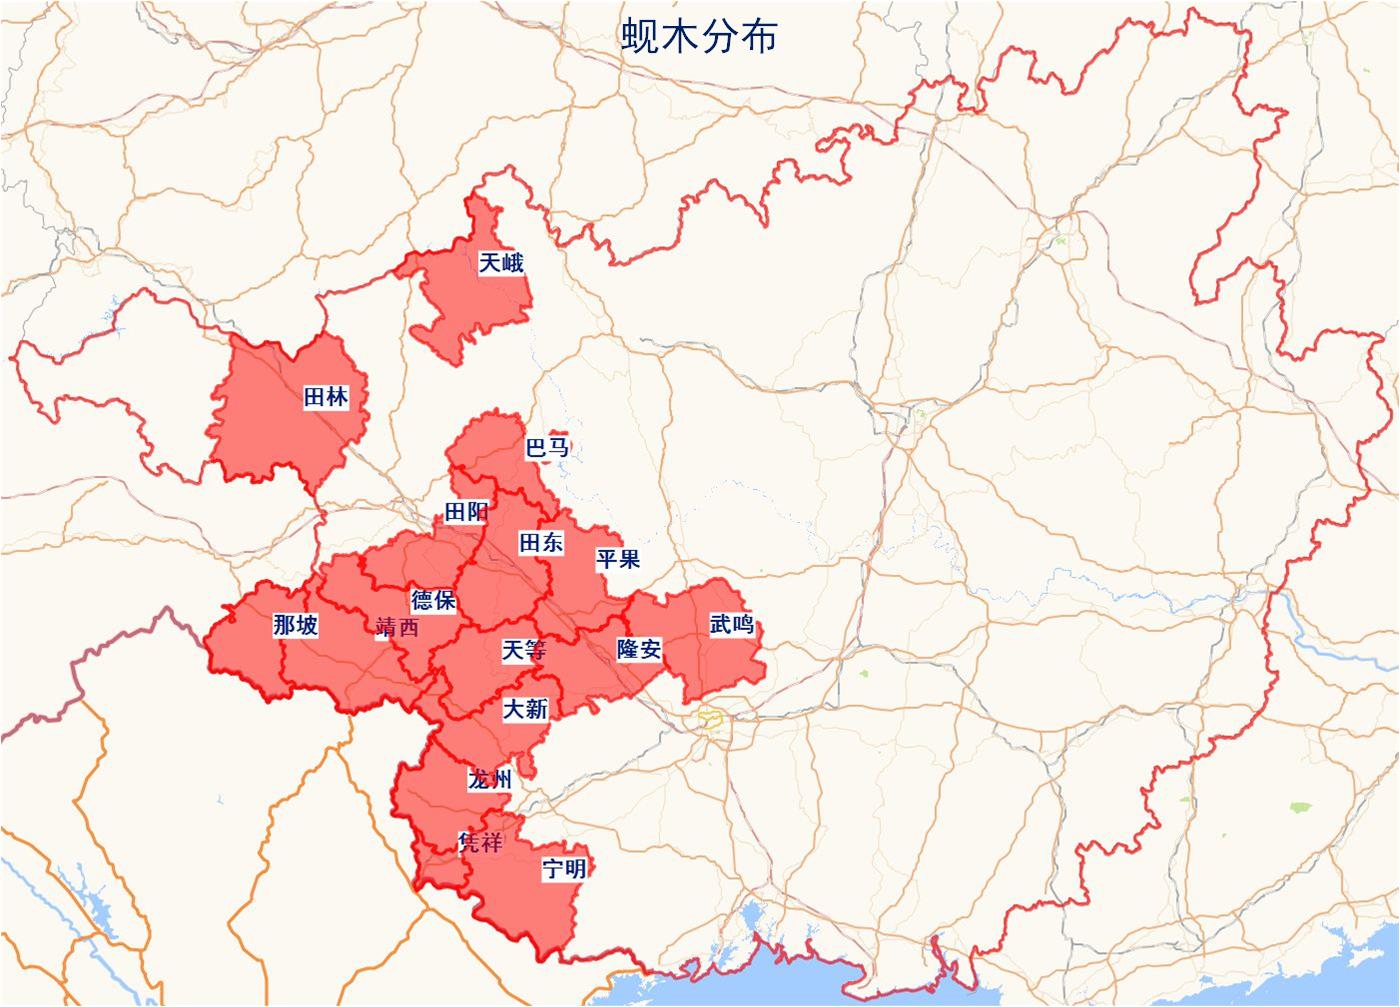 蚬木分布
天峨
田林
巴马
田阳
田东
平果
德保
那坡
靖西
武鸣
天等
隆安
大新
龙州
凭祥
宁明